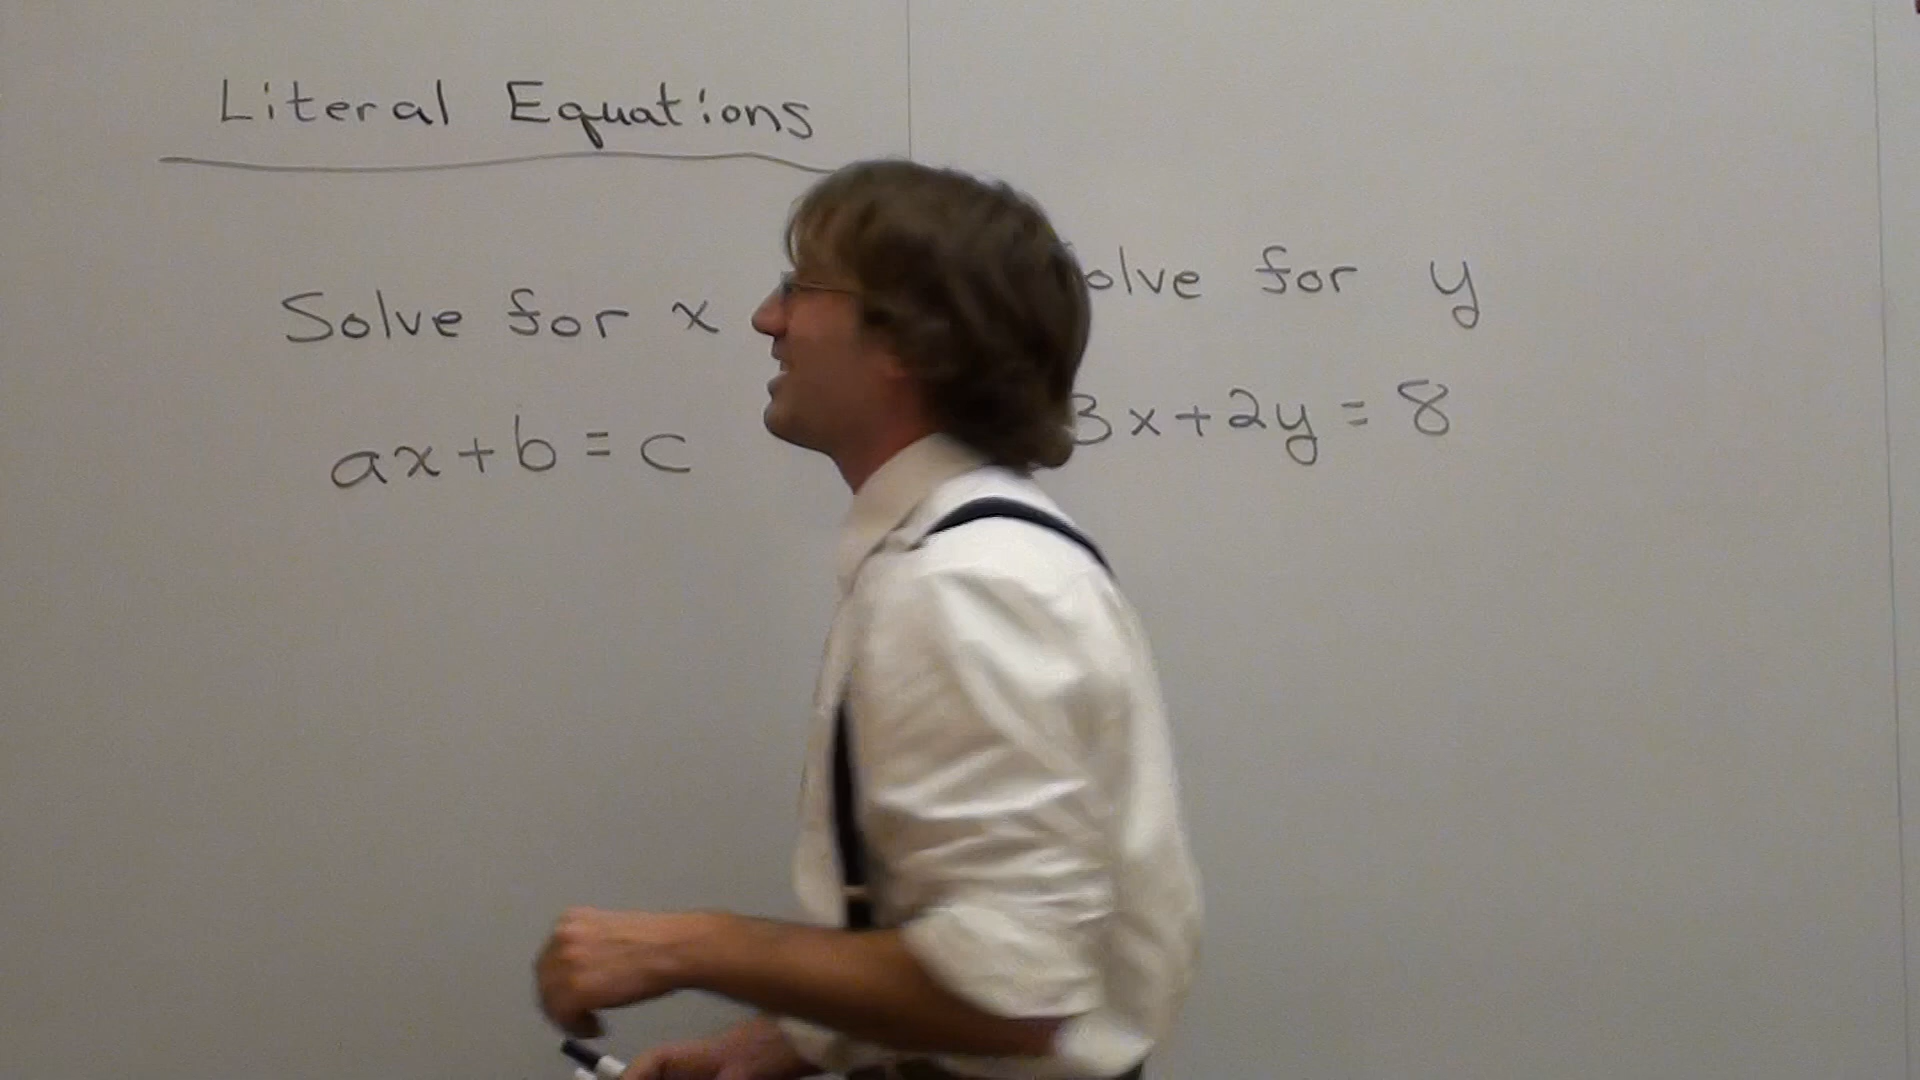 Literal Equations
Solve for x
ax+b=c
olve for y
3x+2y=8